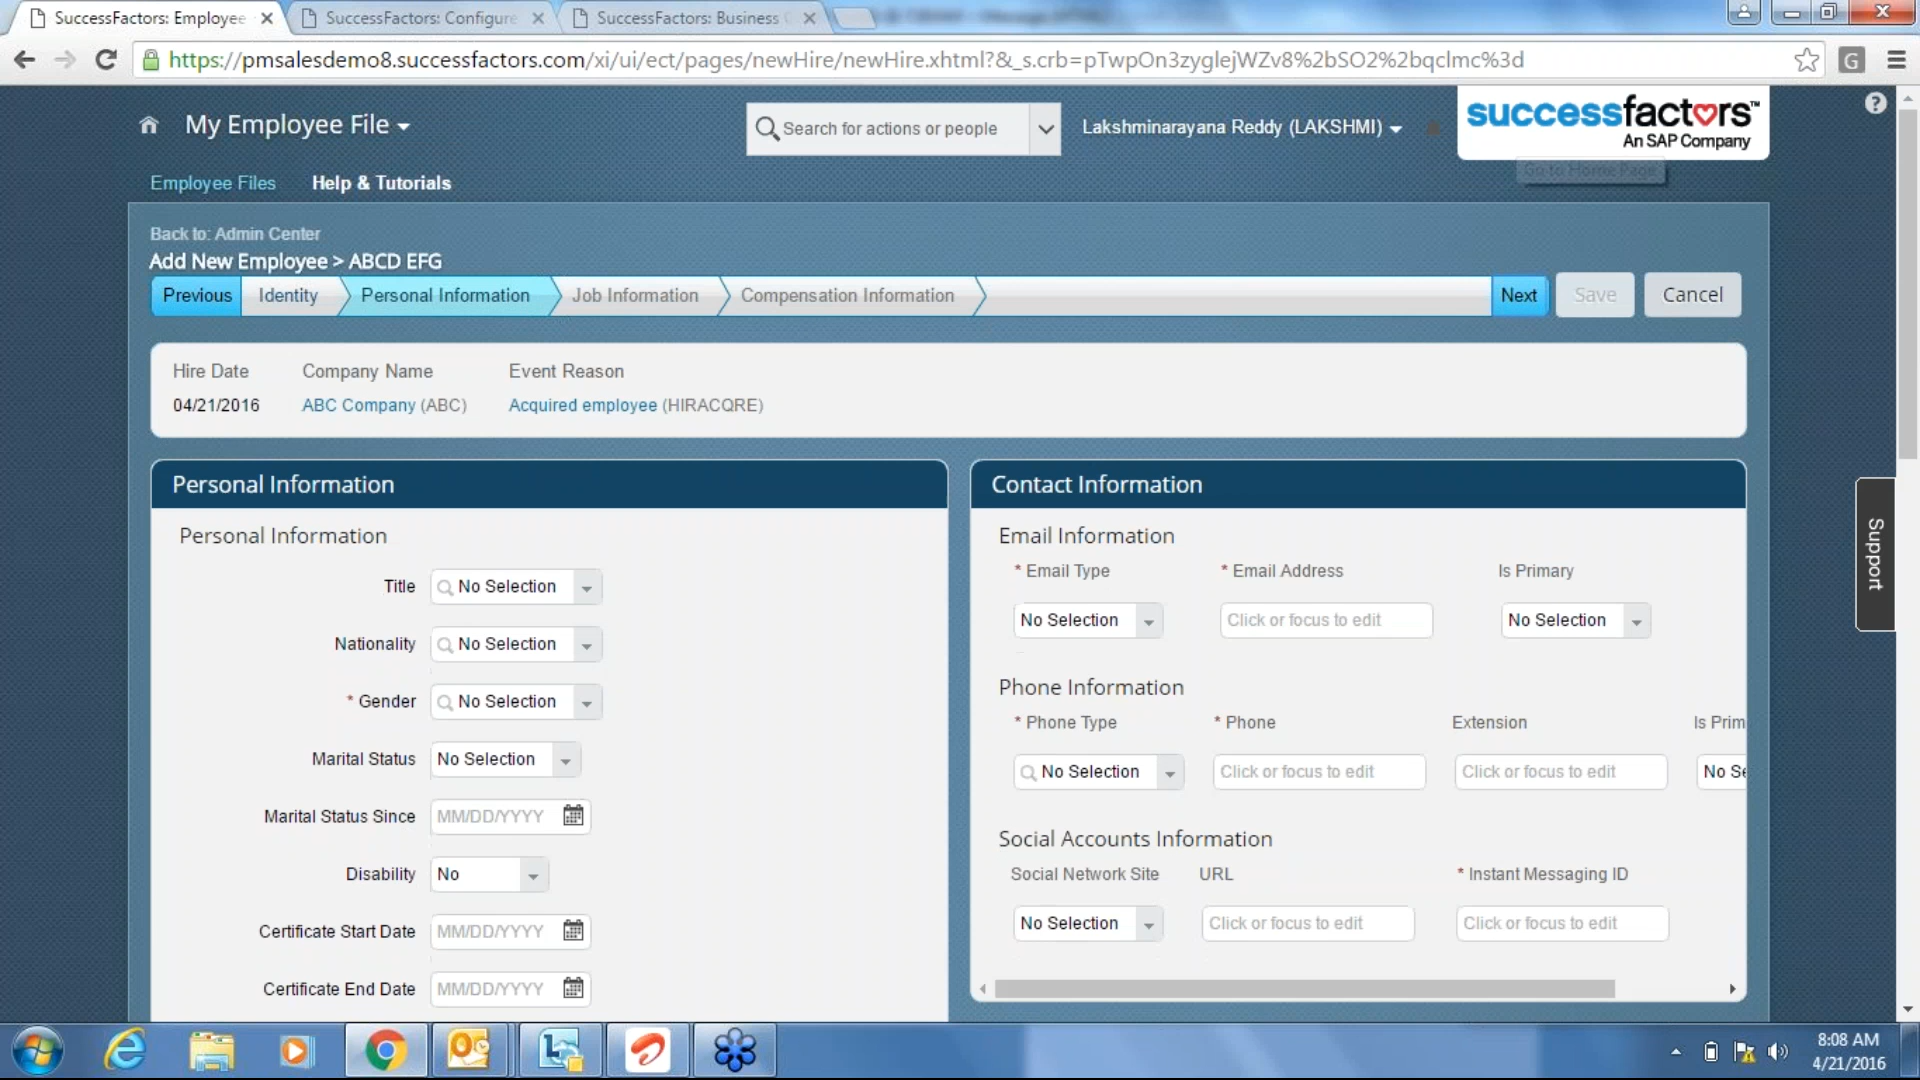 SuccessFactors: Employee
SuccessFactors: Configure
SuccessFactors: Business
https://pmsalesdemo8.successfactors.com/xi/ui/ect/pages/newHire/newHire.xhtml?&_s.crb=pTwpOn3zyglejWZv8%2bSO2%2bqclmc%3d
G
My Employee File
Search for actions or people
Lakshminarayana Reddy (LAKSHMI)
successfactors™
An SAP Company
Go to Home Page
?
Employee Files
Help & Tutorials
Back to: Admin Center
Add New Employee > ABCD EFG
Previous
Identity
Personal Information
Job Information
Compensation Information
Next
Save
Cancel
Hire Date
Company Name
Event Reason
04/21/2016
ABC Company (ABC)
Acquired employee (HIRACQRE)
Personal Information
Personal Information
Title
No Selection
Nationality
No Selection
* Gender
No Selection
Marital Status
No Selection
Marital Status Since
MM/DD/YYYY
Disability
No
Certificate Start Date
MM/DD/YYYY
Certificate End Date
MM/DD/YYYY
Contact Information
Email Information
* Email Type
* Email Address
Is Primary
No Selection
Click or focus to edit
No Selection
Phone Information
* Phone Type
* Phone
Extension
Is Prim
No Selection
Click or focus to edit
Click or focus to edit
No Se
Social Accounts Information
Social Network Site
URL
* Instant Messaging ID
No Selection
Click or focus to edit
Click or focus to edit
Support
8:08 AM
4/21/2016